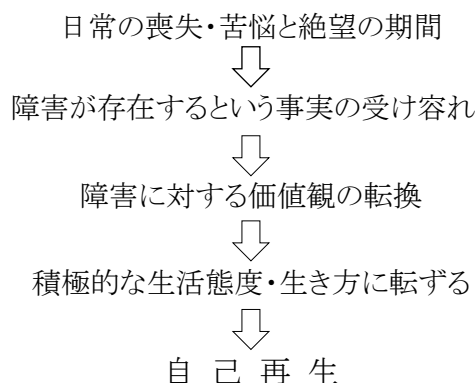 日常の喪失・苦悩と絶望の期間
障害が存在するという事実の受け容れ
障害に対する価値観の転換
積極的な生活態度・生き方に転ずる
自 己 再 生